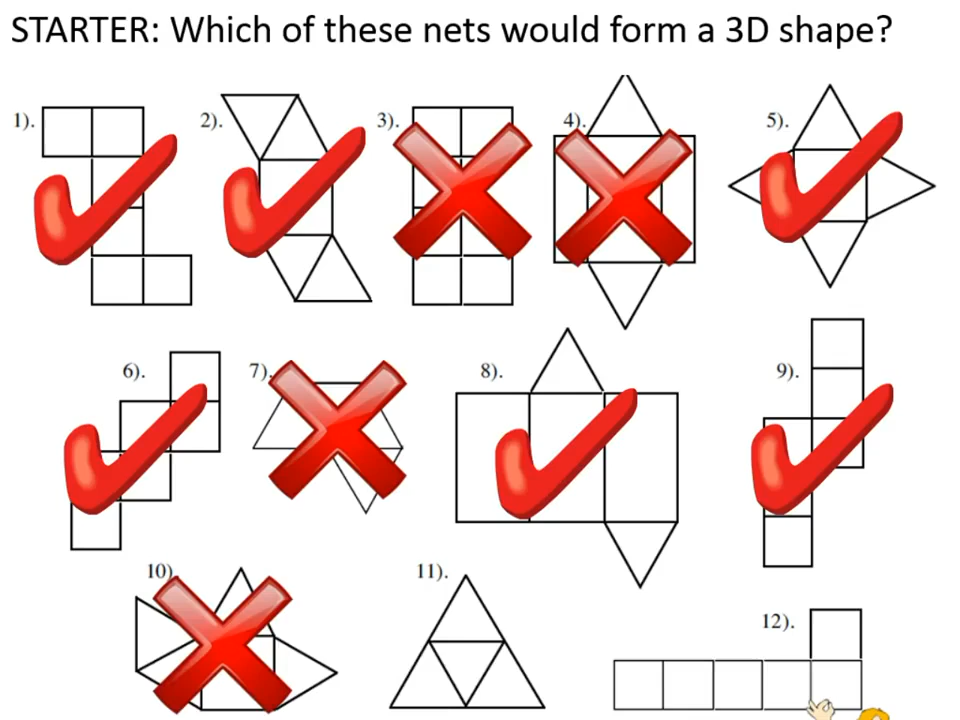 STARTER: Which of these nets would form a 3D shape?
1). 2). 3). 4). 5).
6). 7). 8). 9).
10). 11). 12).